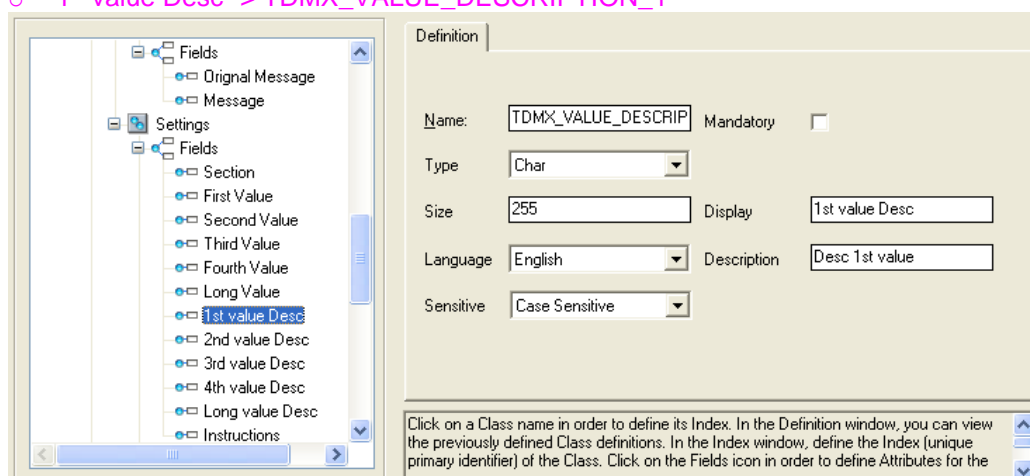 value Desc -> TDMX_VALUE_DESCRIPTION_1
Fields
Orignal Message
Message
Settings
Fields
Section
First Value
Second Value
Third Value
Fourth Value
Long Value
1st value Desc
2nd value Desc
3rd value Desc
4th value Desc
Long value Desc
Instructions
Definition
Name: TDMX_VALUE_DESCRIP Mandatory
Type Char
Size 255 Display 1st value Desc
Language English Description Desc 1st value
Sensitive Case Sensitive
Click on a Class name in order to define its Index. In the Definition window, you can view
the previously defined Class definitions. In the Index window, define the Index (unique
primary identifier) of the Class. Click on the Fields icon in order to define Attributes for the